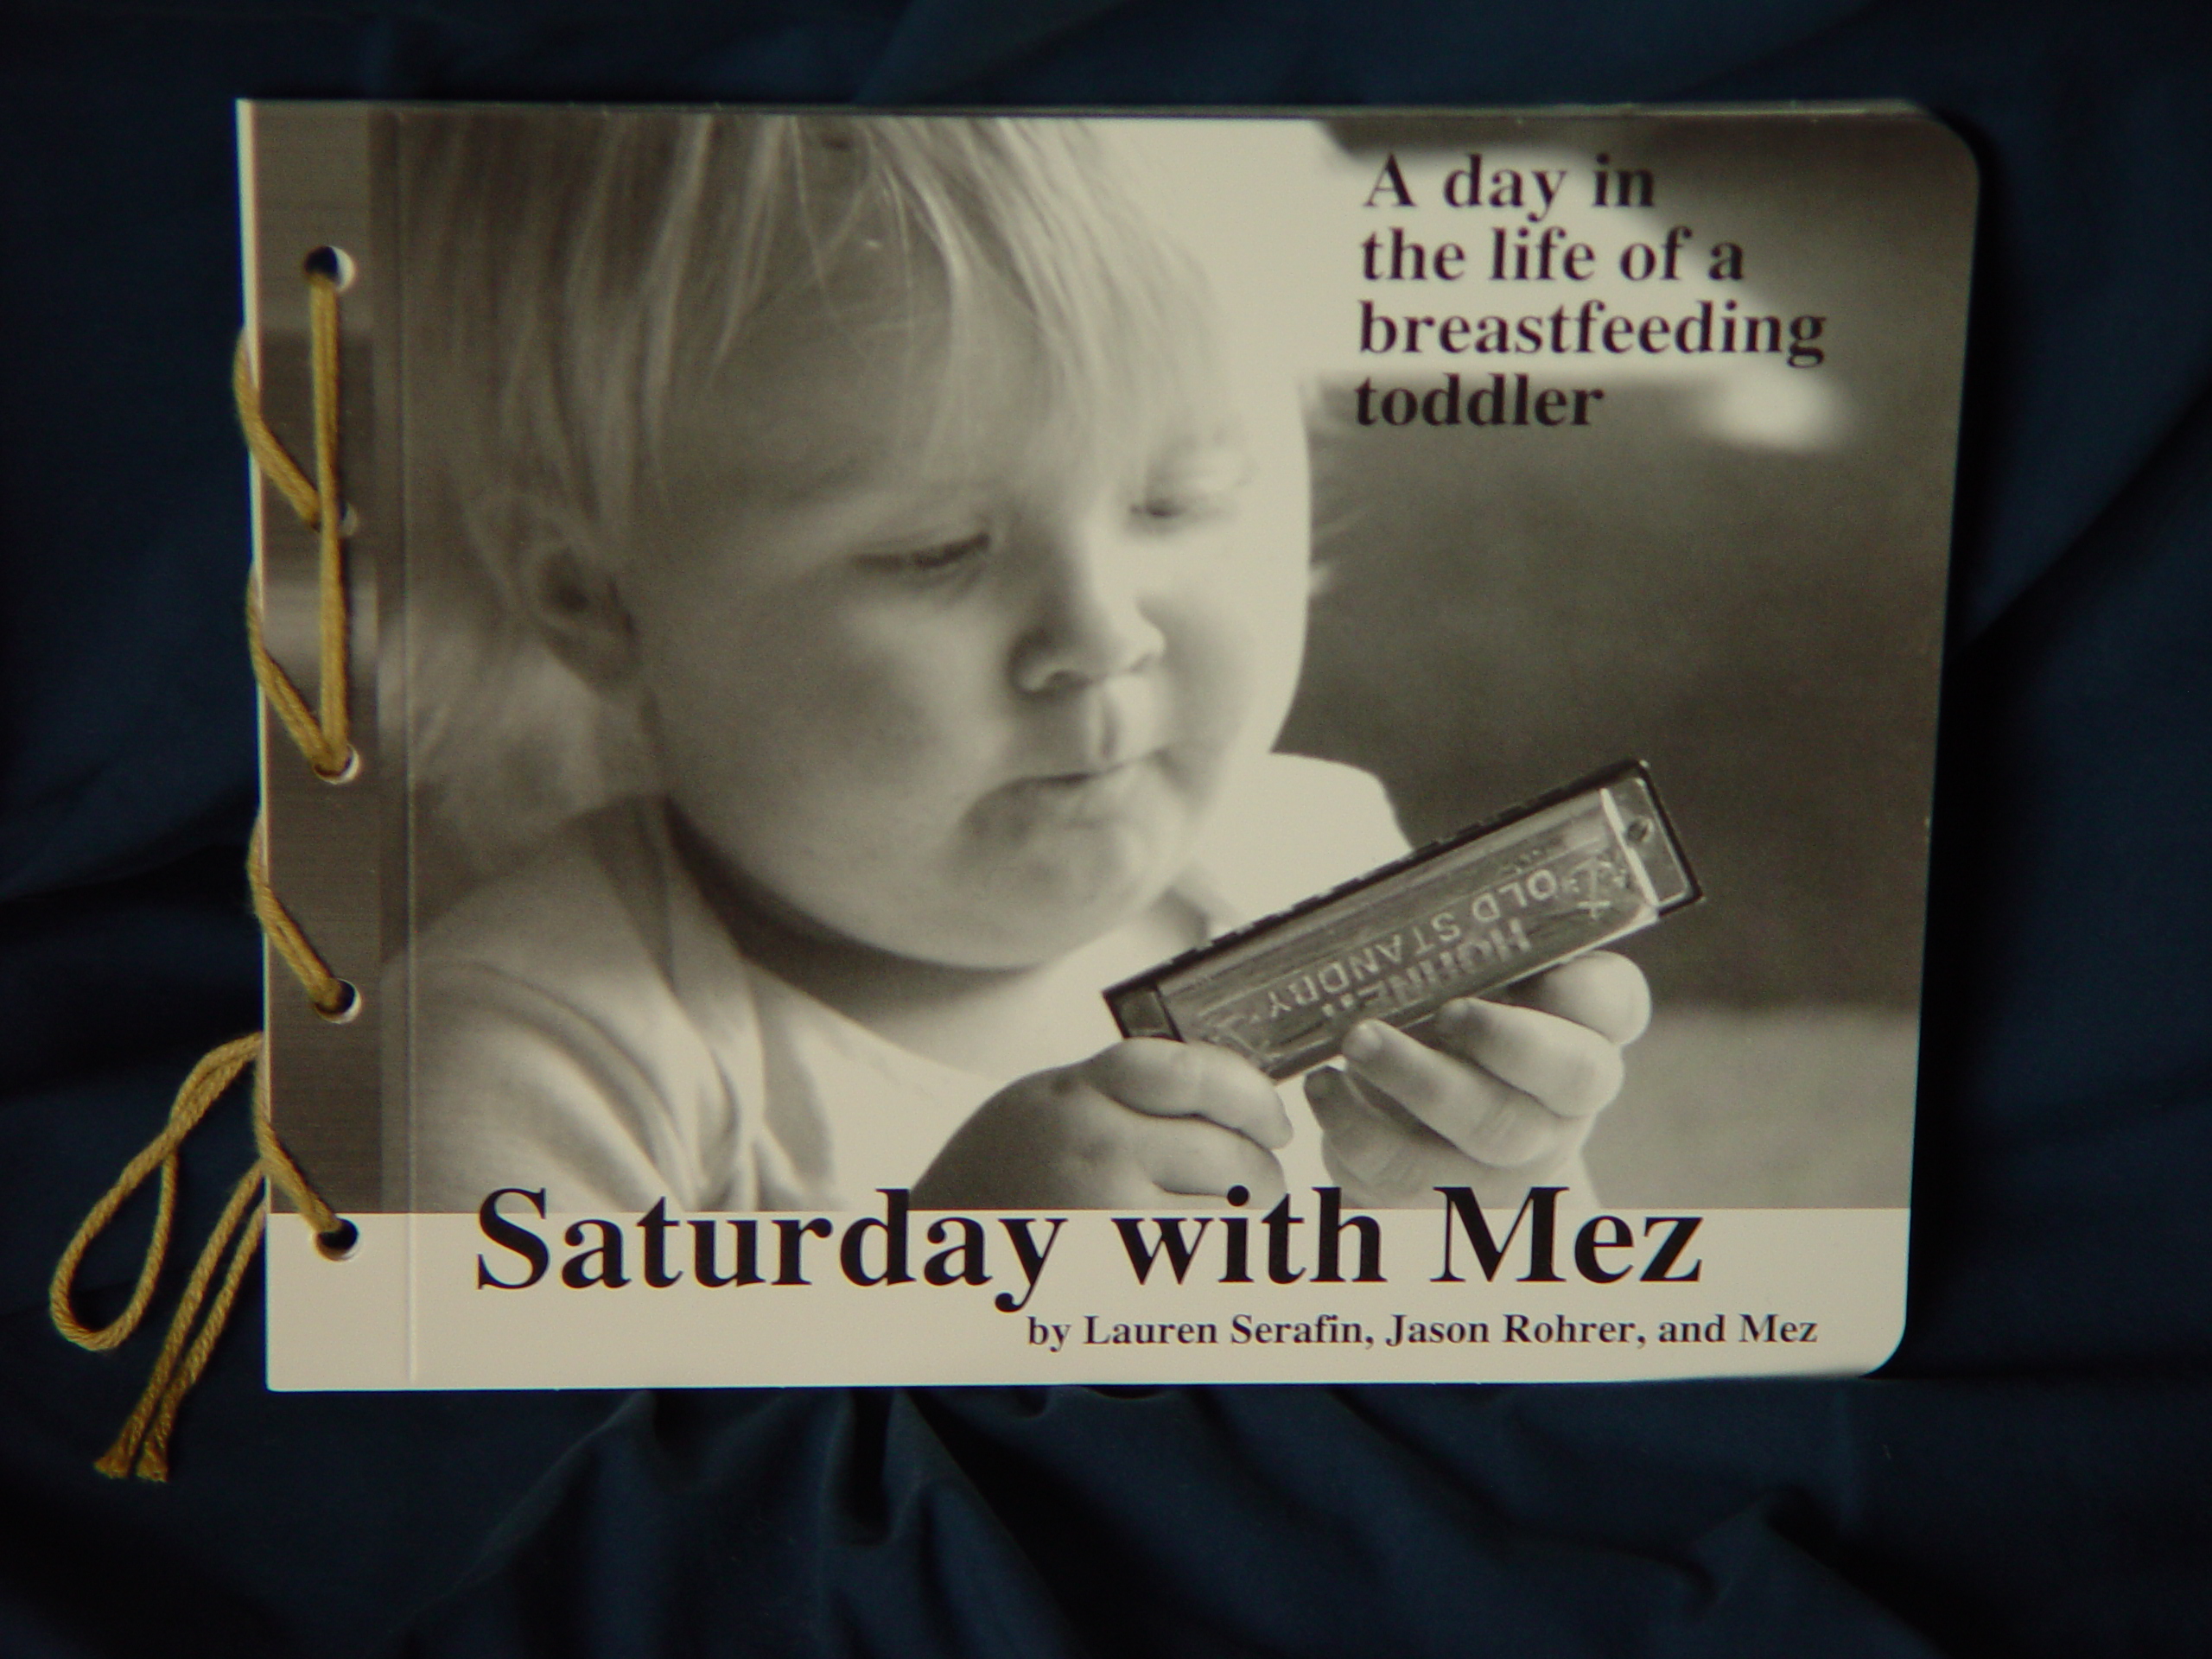 A day in
the life of a
breastfeeding
toddler
HOHNER
OLD STANDBY
Saturday with Mez
by Lauren Serafin, Jason Rohrer, and Mez